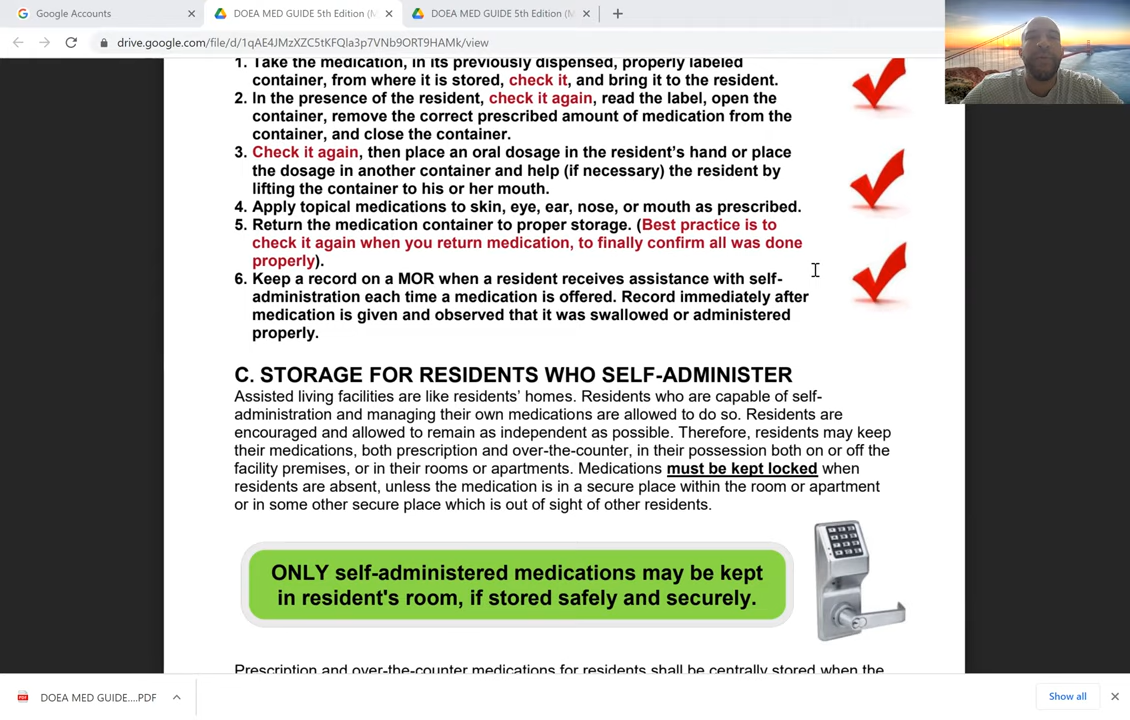 Google Accounts
DOEA MED GUIDE 5th Edition (M
DOEA MED GUIDE 5th Edition (M
drive.google.com/file/d/1qAE4JMzXZC5tKFQIa3p7VNb9ORT9HAMk/view
1. Take the medication, in its previously dispensed, properly labeled
container, from where it is stored, check it, and bring it to the resident.
2. In the presence of the resident, check it again, read the label, open the
container, remove the correct prescribed amount of medication from the
container, and close the container.
3. Check it again, then place an oral dosage in the resident's hand or place
the dosage in another container and help (if necessary) the resident by
lifting the container to his or her mouth.
4. Apply topical medications to skin, eye, ear, nose, or mouth as prescribed.
5. Return the medication container to proper storage. (Best practice is to
check it again when you return medication, to finally confirm all was done
properly).
6. Keep a record on a MOR when a resident receives assistance with self-
administration each time a medication is offered. Record immediately after
medication is given and observed that it was swallowed or administered
properly.
C. STORAGE FOR RESIDENTS WHO SELF-ADMINISTER
Assisted living facilities are like residents' homes. Residents who are capable of self-
administration and managing their own medications are allowed to do so. Residents are
encouraged and allowed to remain as independent as possible. Therefore, residents may keep
their medications, both prescription and over-the-counter, in their possession both on or off the
facility premises, or in their rooms or apartments. Medications must be kept locked when
residents are absent, unless the medication is in a secure place within the room or apartment
or in some other secure place which is out of sight of other residents.
ONLY self-administered medications may be kept
in resident's room, if stored safely and securely.
Prescription and over-the-counter medications for residents shall be centrally stored when the
DOEA MED GUIDE....PDF
Show all